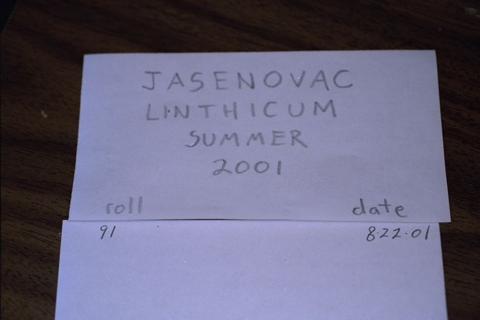 JASENOVAC
LINTHICUM
SUMMER
2001
roll date
91 8.22.01